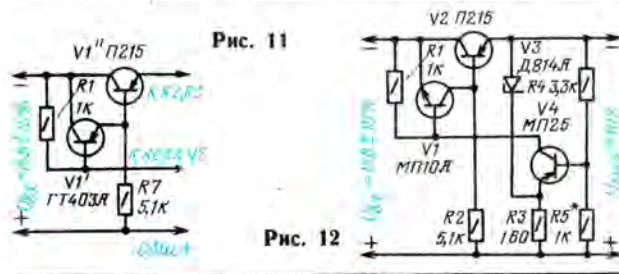 Рис. 11
V1" П215
R1
1К
V1'
ГТ403А
R7
5,1К
Рис. 12
V2 П215
R1
1К
V1
МП10А
V3
Д814А
R4 3,3К
V4
МП25
R2
5,1К
R3
160
R5*
1К